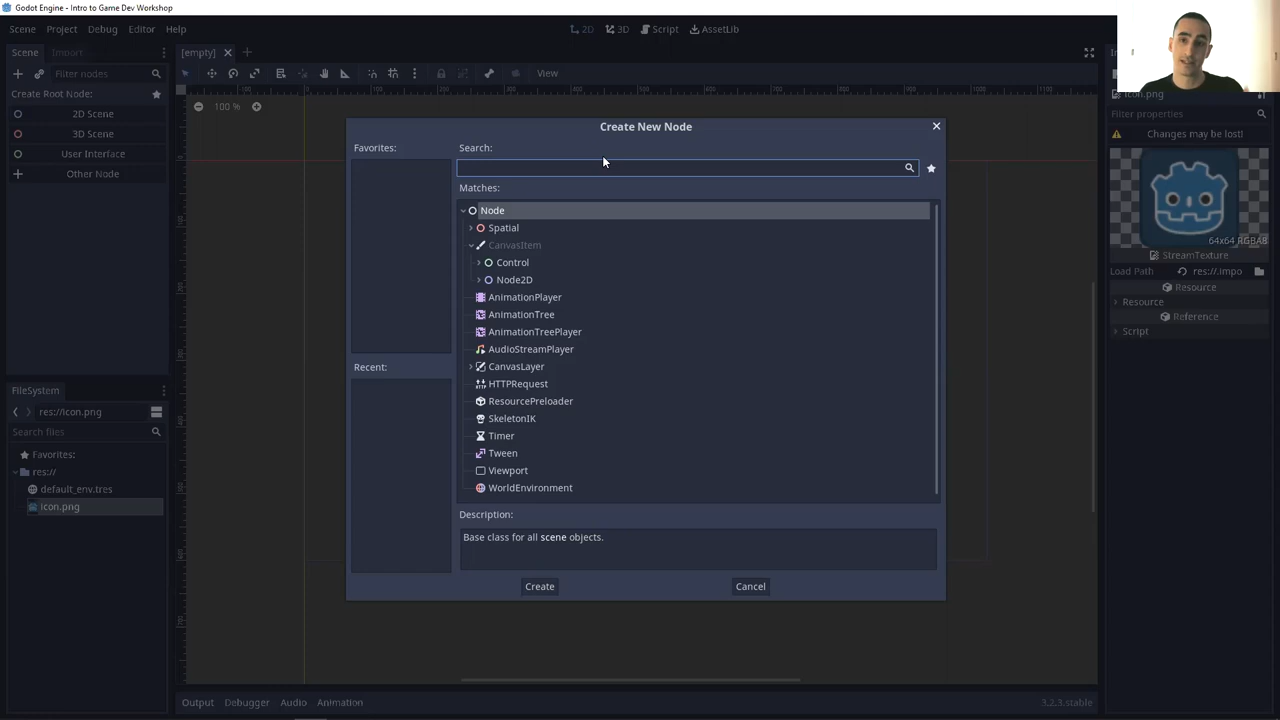 Godot Engine - Intro to Game Dev Workshop
Scene Project Debug Editor Help
2D 3D Script AssetLib
Scene Import
[empty]
Filter nodes
View
Create Root Node:
2D Scene
3D Scene
User Interface
Other Node
100 %
Create New Node
Favorites:
Search:
Matches:
Node
Spatial
CanvasItem
Control
Node2D
AnimationPlayer
AnimationTree
AnimationTreePlayer
AudioStreamPlayer
CanvasLayer
HTTPRequest
ResourcePreloader
SkeletonIK
Timer
Tween
Viewport
WorldEnvironment
Recent:
Description:
Base class for all scene objects.
Create
Cancel
icon.png
Filter properties
Changes may be lost!
64x64 RGBA8
StreamTexture
Load Path res://.impo
Resource
Resource
Reference
Script
FileSystem
res://icon.png
Search files
Favorites:
res://
default_env.tres
icon.png
Output Debugger Audio Animation
3.2.3.stable